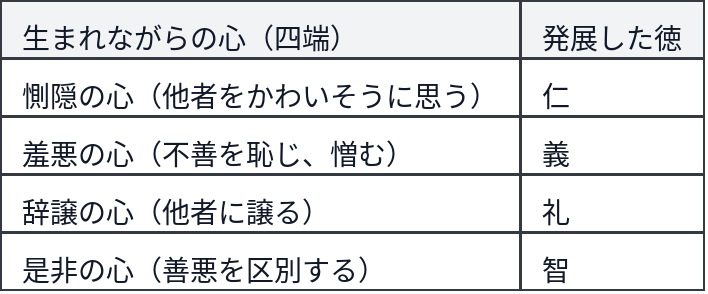 生まれながらの心（四端） 発展した徳
惻隠の心（他者をかわいそうに思う） 仁
羞悪の心（不善を恥じ、憎む） 義
辞譲の心（他者に譲る） 礼
是非の心（善悪を区別する） 智